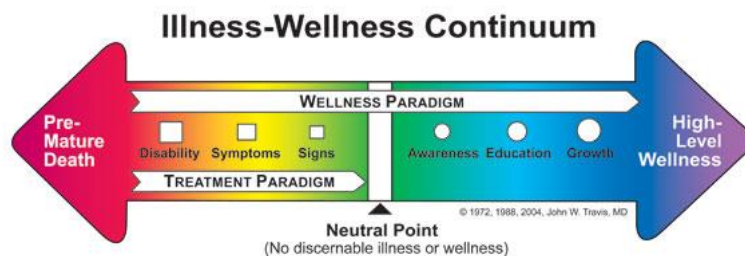 Illness-Wellness Continuum
WELLNESS PARADIGM
Pre-
Mature
Death
Disability Symptoms Signs Awareness Education Growth
High-
Level
Wellness
TREATMENT PARADIGM
© 1972, 1988, 2004, John W. Travis, MD
Neutral Point
(No discernable illness or wellness)